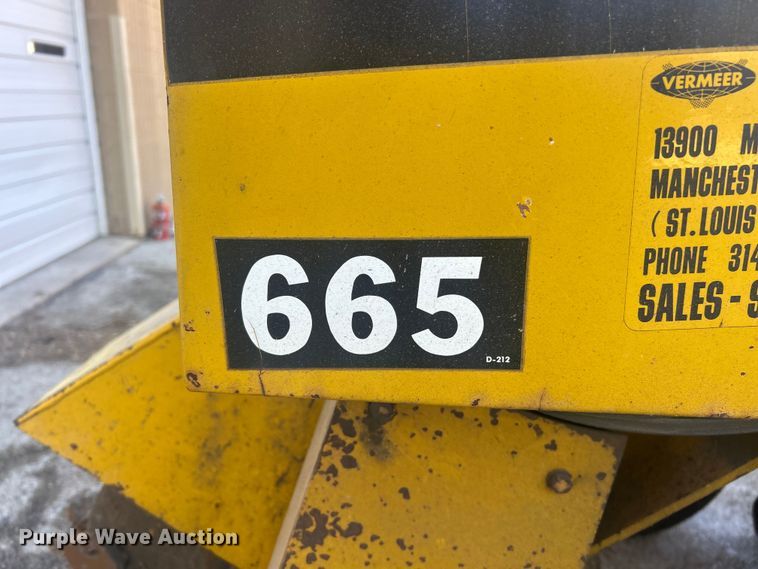 VERMEER
13900
MANCHEST
(ST. LOUIS
PHONE 314
SALES -
665
D-212
Purple Wave Auction